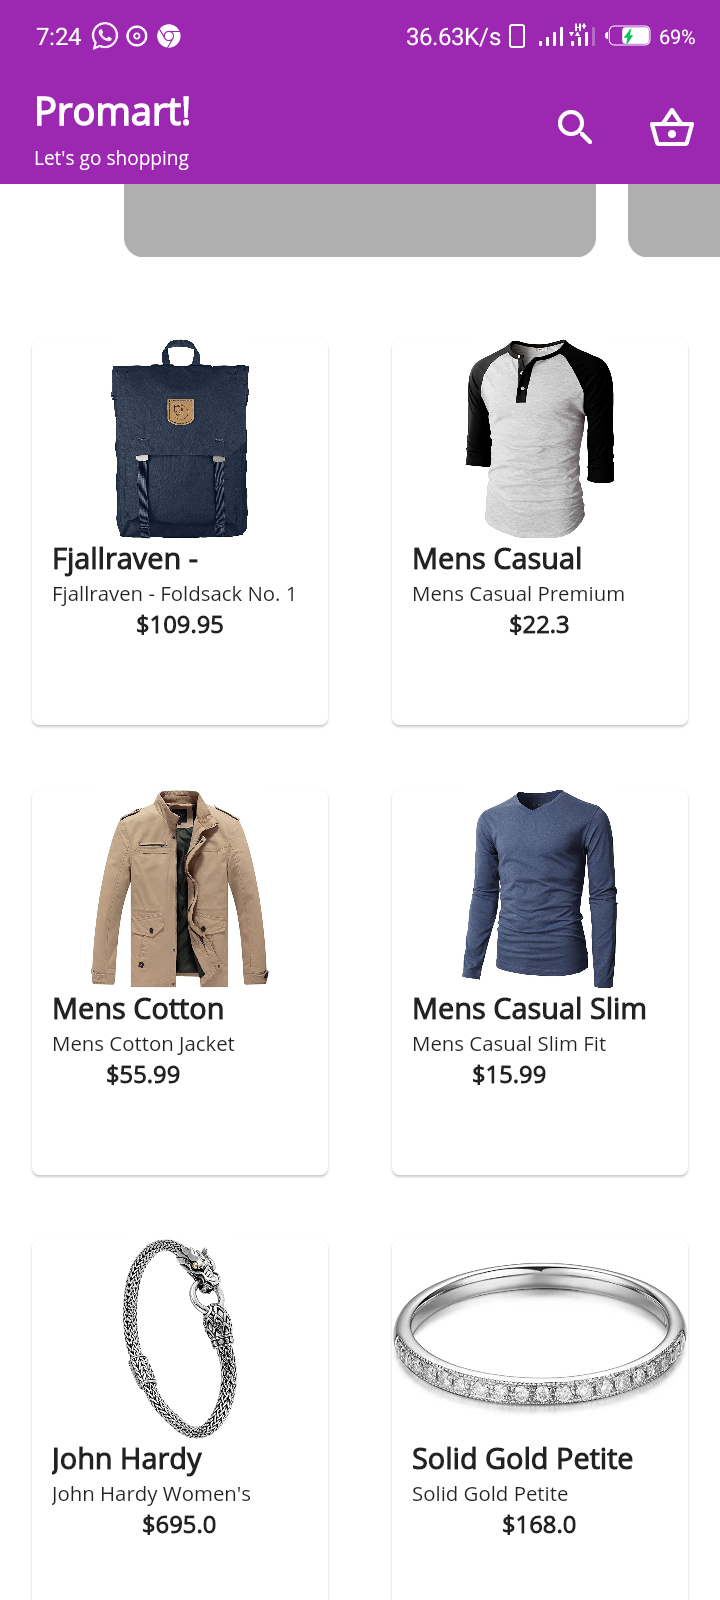 7:24 36.63K/s H+ 69%
Promart!
Let's go shopping
Fjallraven -
Fjallraven - Foldsack No. 1
$109.95
Mens Casual
Mens Casual Premium
$22.3
Mens Cotton
Mens Cotton Jacket
$55.99
Mens Casual Slim
Mens Casual Slim Fit
$15.99
John Hardy
John Hardy Women's
$695.0
Solid Gold Petite
Solid Gold Petite
$168.0